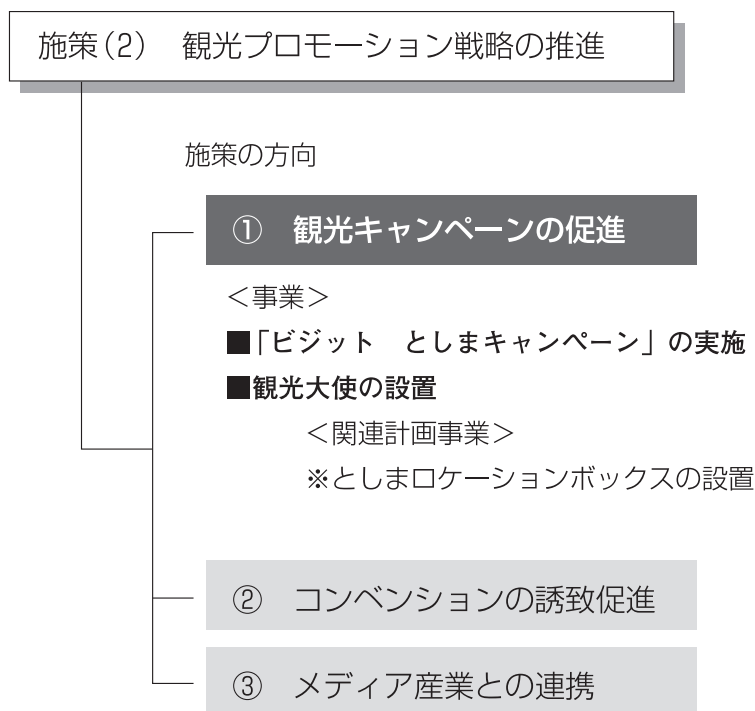 施策(2)　観光プロモーション戦略の推進
施策の方向
①　観光キャンペーンの促進
＜事業＞
■「ビジット　としまキャンペーン」の実施
■観光大使の設置
＜関連計画事業＞
※としまロケーションボックスの設置
②　コンベンションの誘致促進
③　メディア産業との連携